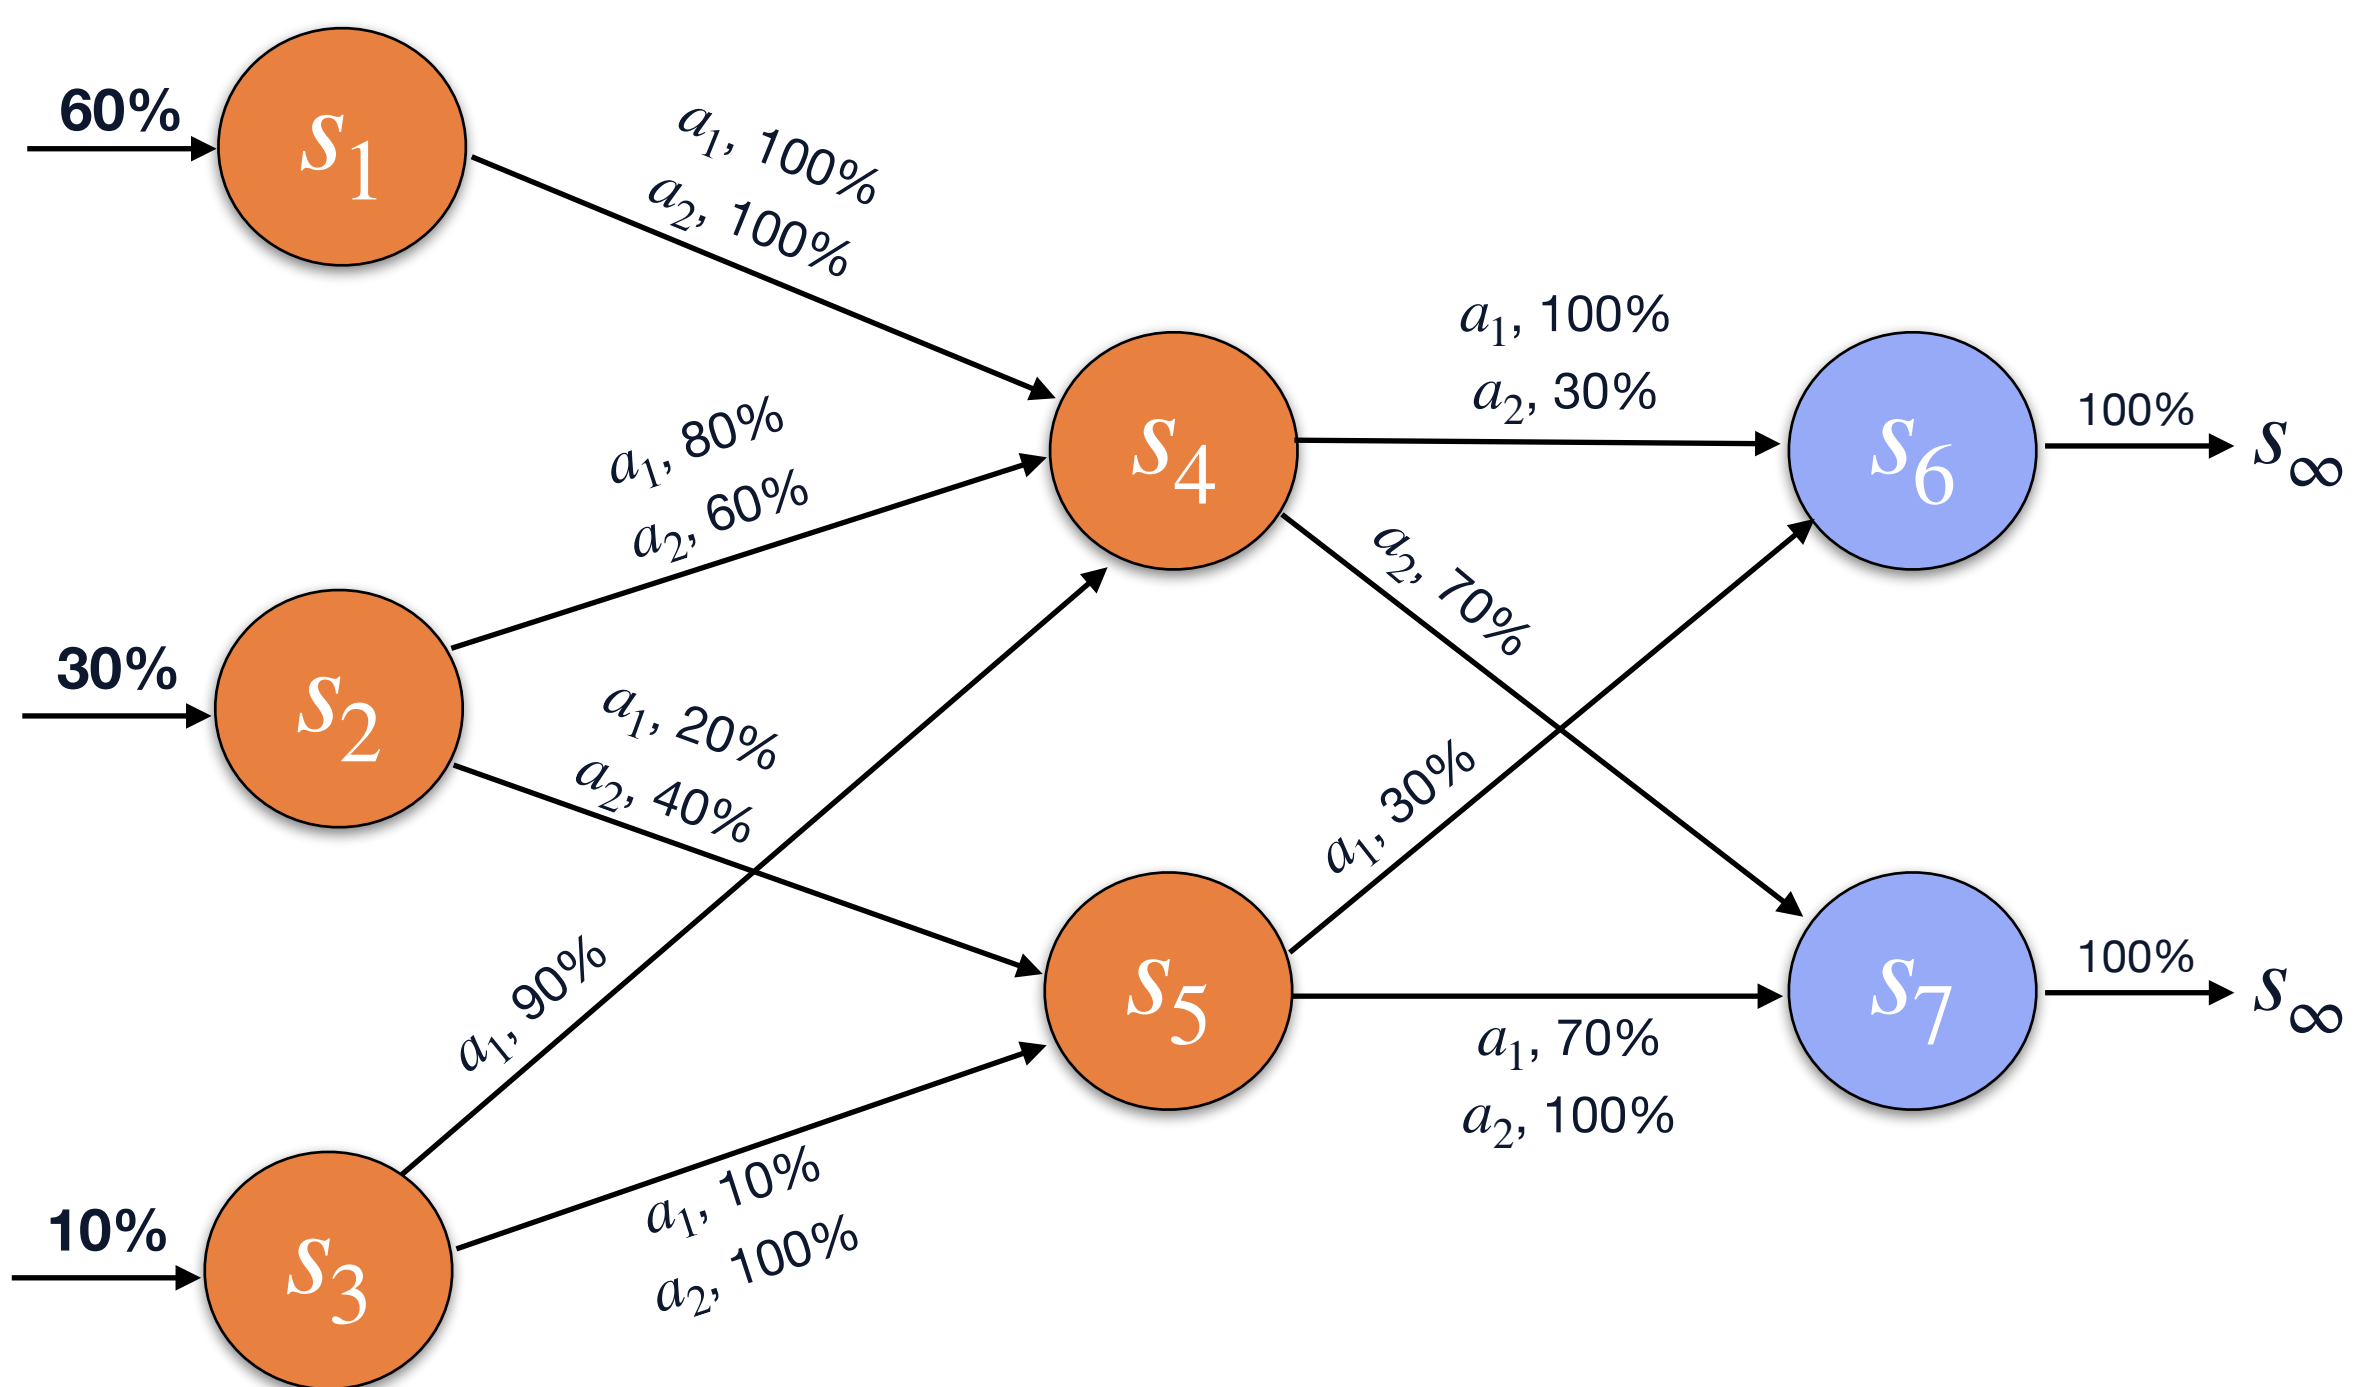 60%
s1
a1, 100%
a2, 100%
30%
s2
a1, 80%
a2, 60%
a1, 20%
a2, 40%
10%
s3
a1, 90%
a1, 10%
a2, 100%
s4
a1, 100%
a2, 30%
a2, 70%
s5
a1, 30%
a1, 70%
a2, 100%
s6
100%
s∞
s7
100%
s∞